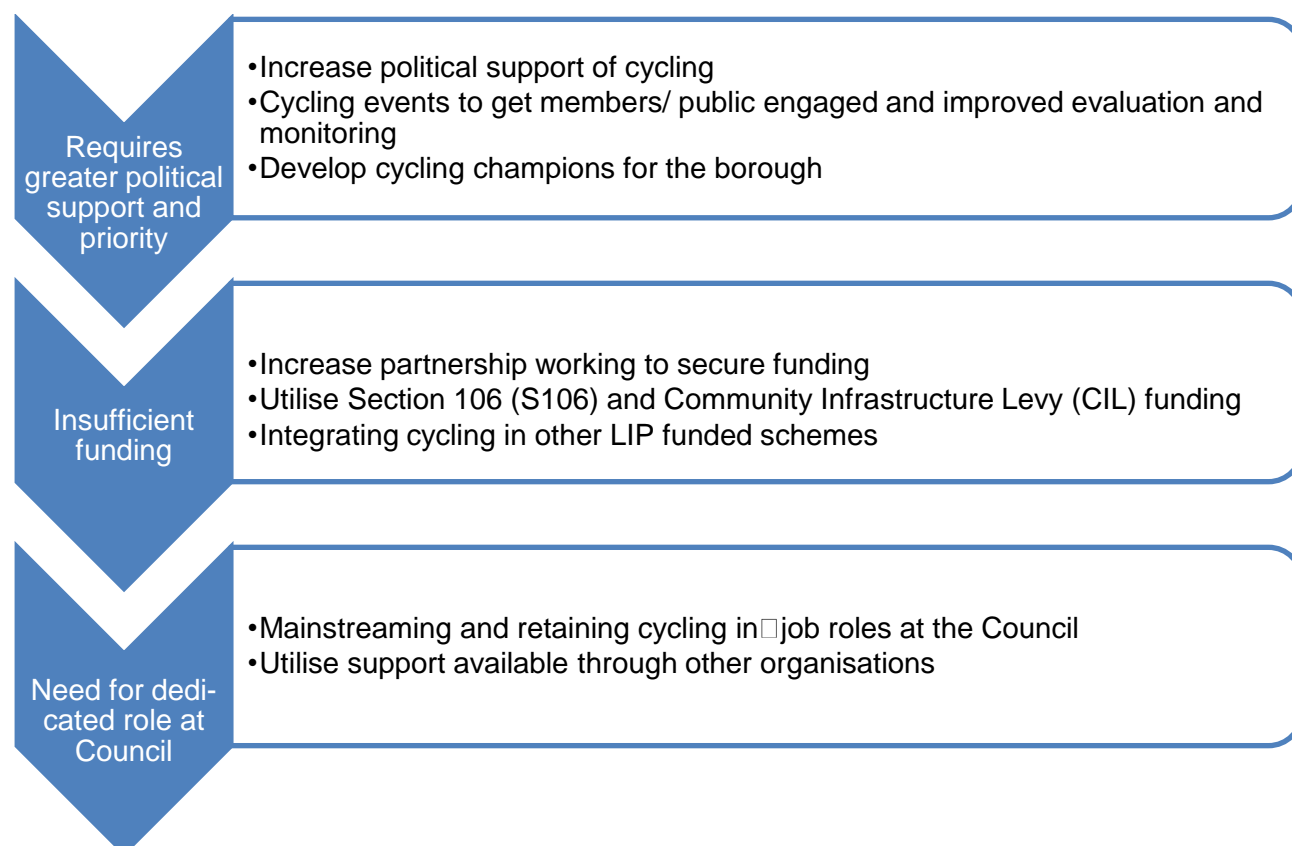 Requires
greater political
support and
priority
•Increase political support of cycling
•Cycling events to get members/ public engaged and improved evaluation and
monitoring
•Develop cycling champions for the borough
Insufficient
funding
•Increase partnership working to secure funding
•Utilise Section 106 (S106) and Community Infrastructure Levy (CIL) funding
•Integrating cycling in other LIP funded schemes
Need for dedi-
cated role at
Council
•Mainstreaming and retaining cycling in□job roles at the Council
•Utilise support available through other organisations